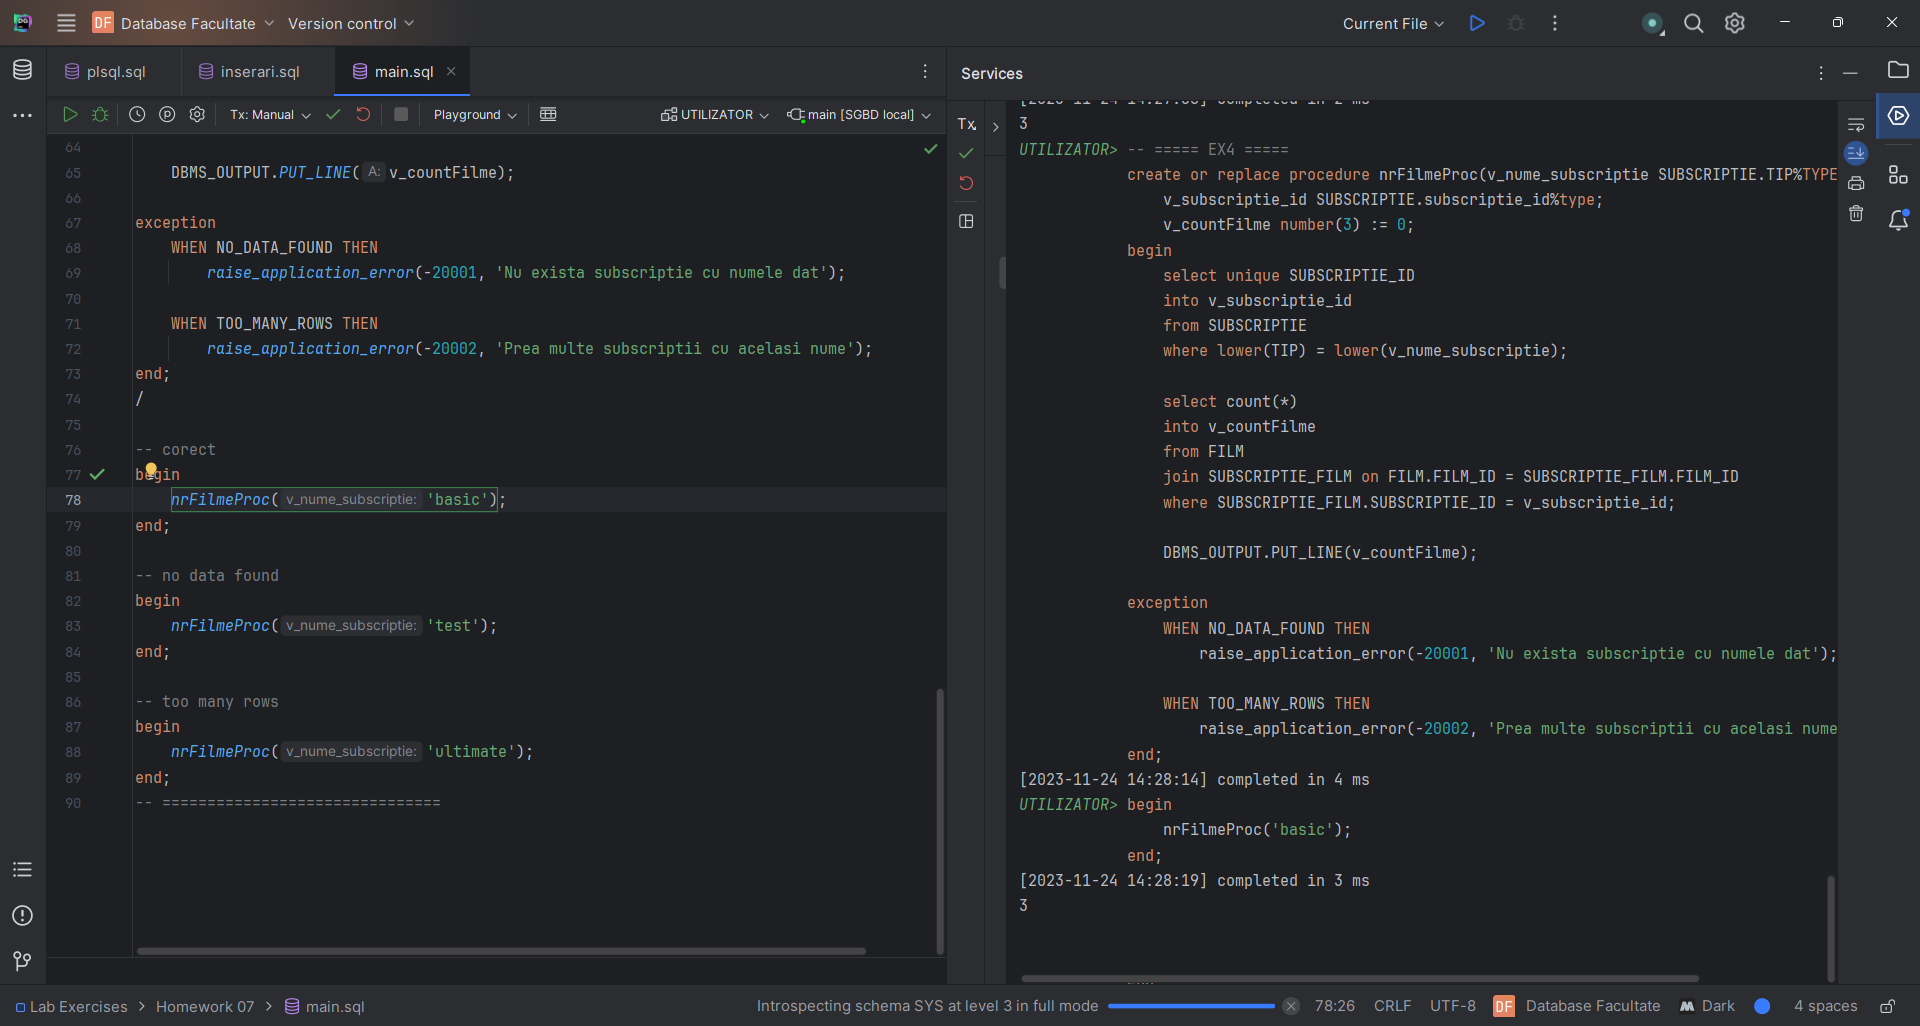 DF Database Facultate Version control Current File
plsql.sql inserari.sql main.sql
Tx: Manual Playground UTILIZATOR main [SGBD local]
64
65 DBMS_OUTPUT.PUT_LINE( A: v_countFilme);
66
67 exception
68 WHEN NO_DATA_FOUND THEN
69 raise_application_error(-20001, 'Nu exista subscriptie cu numele dat');
70
71 WHEN TOO_MANY_ROWS THEN
72 raise_application_error(-20002, 'Prea multe subscriptii cu acelasi nume');
73 end;
74 /
75
76 -- corect
77 begin
78 nrFilmeProc( v_nume_subscriptie: 'basic');
79 end;
80
81 -- no data found
82 begin
83 nrFilmeProc( v_nume_subscriptie: 'test');
84 end;
85
86 -- too many rows
87 begin
88 nrFilmeProc( v_nume_subscriptie: 'ultimate');
89 end;
90 -- ===============================
Services
Tx
[2023-11-24 14:27:00] completed in 2 ms
3
UTILIZATOR> -- ===== EX4 =====
create or replace procedure nrFilmeProc(v_nume_subscriptie SUBSCRIPTIE.TIP%TYPE
v_subscriptie_id SUBSCRIPTIE.subscriptie_id%type;
v_countFilme number(3) := 0;
begin
select unique SUBSCRIPTIE_ID
into v_subscriptie_id
from SUBSCRIPTIE
where lower(TIP) = lower(v_nume_subscriptie);
select count(*)
into v_countFilme
from FILM
join SUBSCRIPTIE_FILM on FILM.FILM_ID = SUBSCRIPTIE_FILM.FILM_ID
where SUBSCRIPTIE_FILM.SUBSCRIPTIE_ID = v_subscriptie_id;
DBMS_OUTPUT.PUT_LINE(v_countFilme);
exception
WHEN NO_DATA_FOUND THEN
raise_application_error(-20001, 'Nu exista subscriptie cu numele dat');
WHEN TOO_MANY_ROWS THEN
raise_application_error(-20002, 'Prea multe subscriptii cu acelasi nume
end;
[2023-11-24 14:28:14] completed in 4 ms
UTILIZATOR> begin
nrFilmeProc('basic');
end;
[2023-11-24 14:28:19] completed in 3 ms
3
Lab Exercises > Homework 07 > main.sql Introspecting schema SYS at level 3 in full mode 78:26 CRLF UTF-8 DF Database Facultate Dark 4 spaces